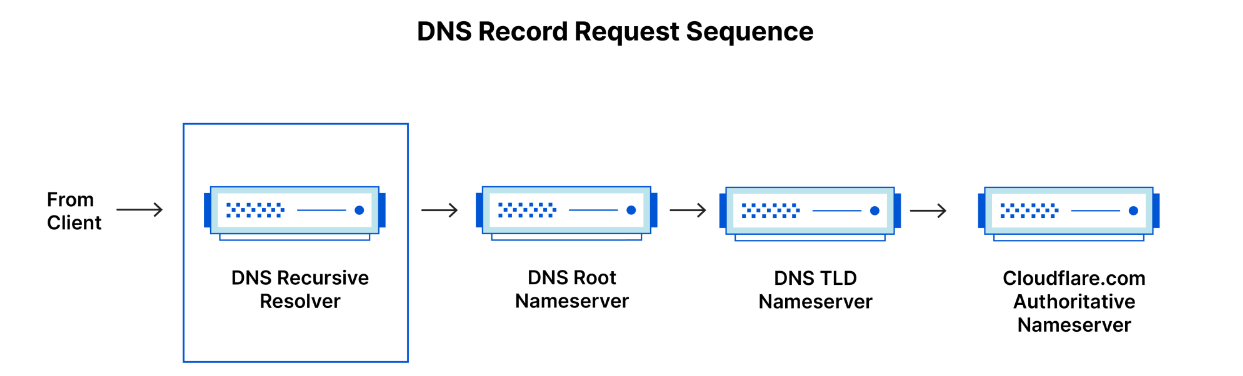 DNS Record Request Sequence
From
Client
DNS Recursive
Resolver
DNS Root
Nameserver
DNS TLD
Nameserver
Cloudflare.com
Authoritative
Nameserver